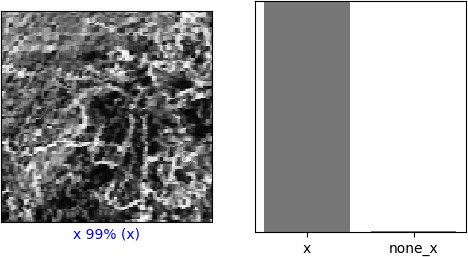 x 99% (x)
x none_x